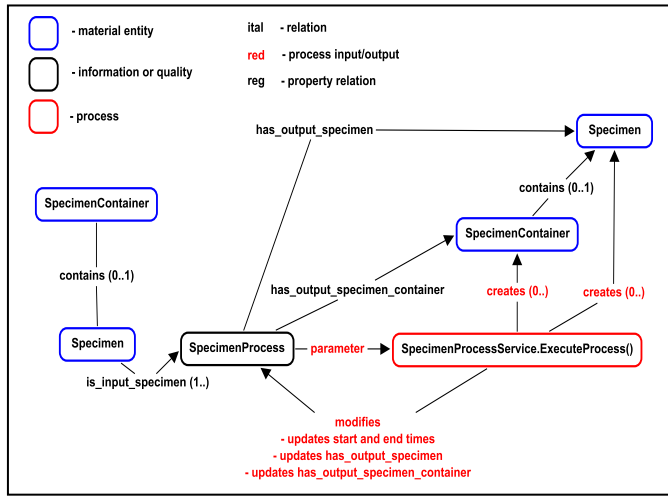 - material entity
- information or quality
- process
ital - relation
red - process input/output
reg - property relation
has_output_specimen
Specimen
contains (0..1)
SpecimenContainer
SpecimenContainer
contains (0..1)
has_output_specimen_container
creates (0..)
creates (0..)
Specimen
SpecimenProcess
parameter
SpecimenProcessService.ExecuteProcess()
is_input_specimen (1..)
modifies
- updates start and end times
- updates has_output_specimen
- updates has_output_specimen_container